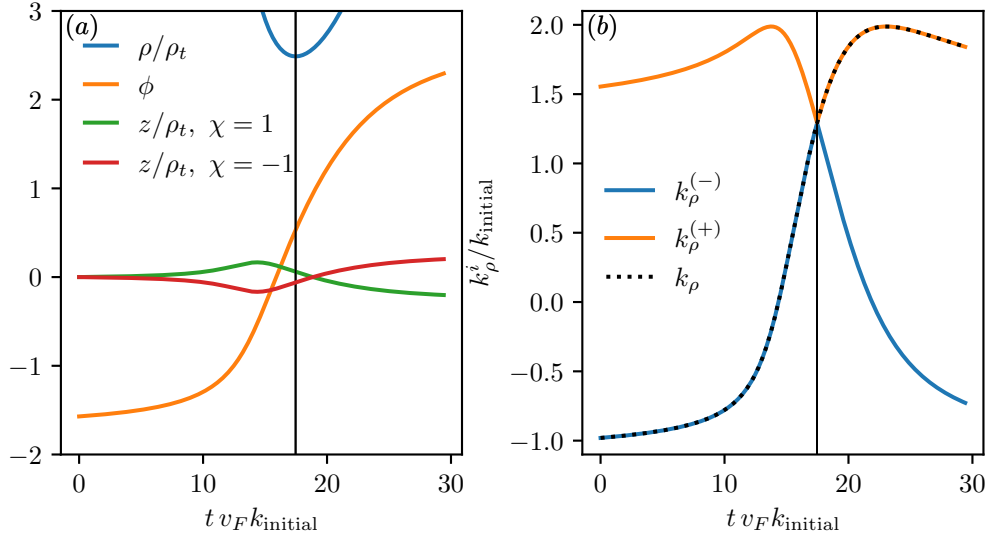 (a)
ρ/ρ_t
ϕ
z/ρ_t, χ = 1
z/ρ_t, χ = −1
3
2
1
0
−1
−2
0
10
20
30
t v_F k_initial
(b)
k_ρ^i/k_initial
2.0
1.5
1.0
0.5
0.0
−0.5
−1.0
k_ρ^(−)
k_ρ^(+)
k_ρ
0
10
20
30
t v_F k_initial